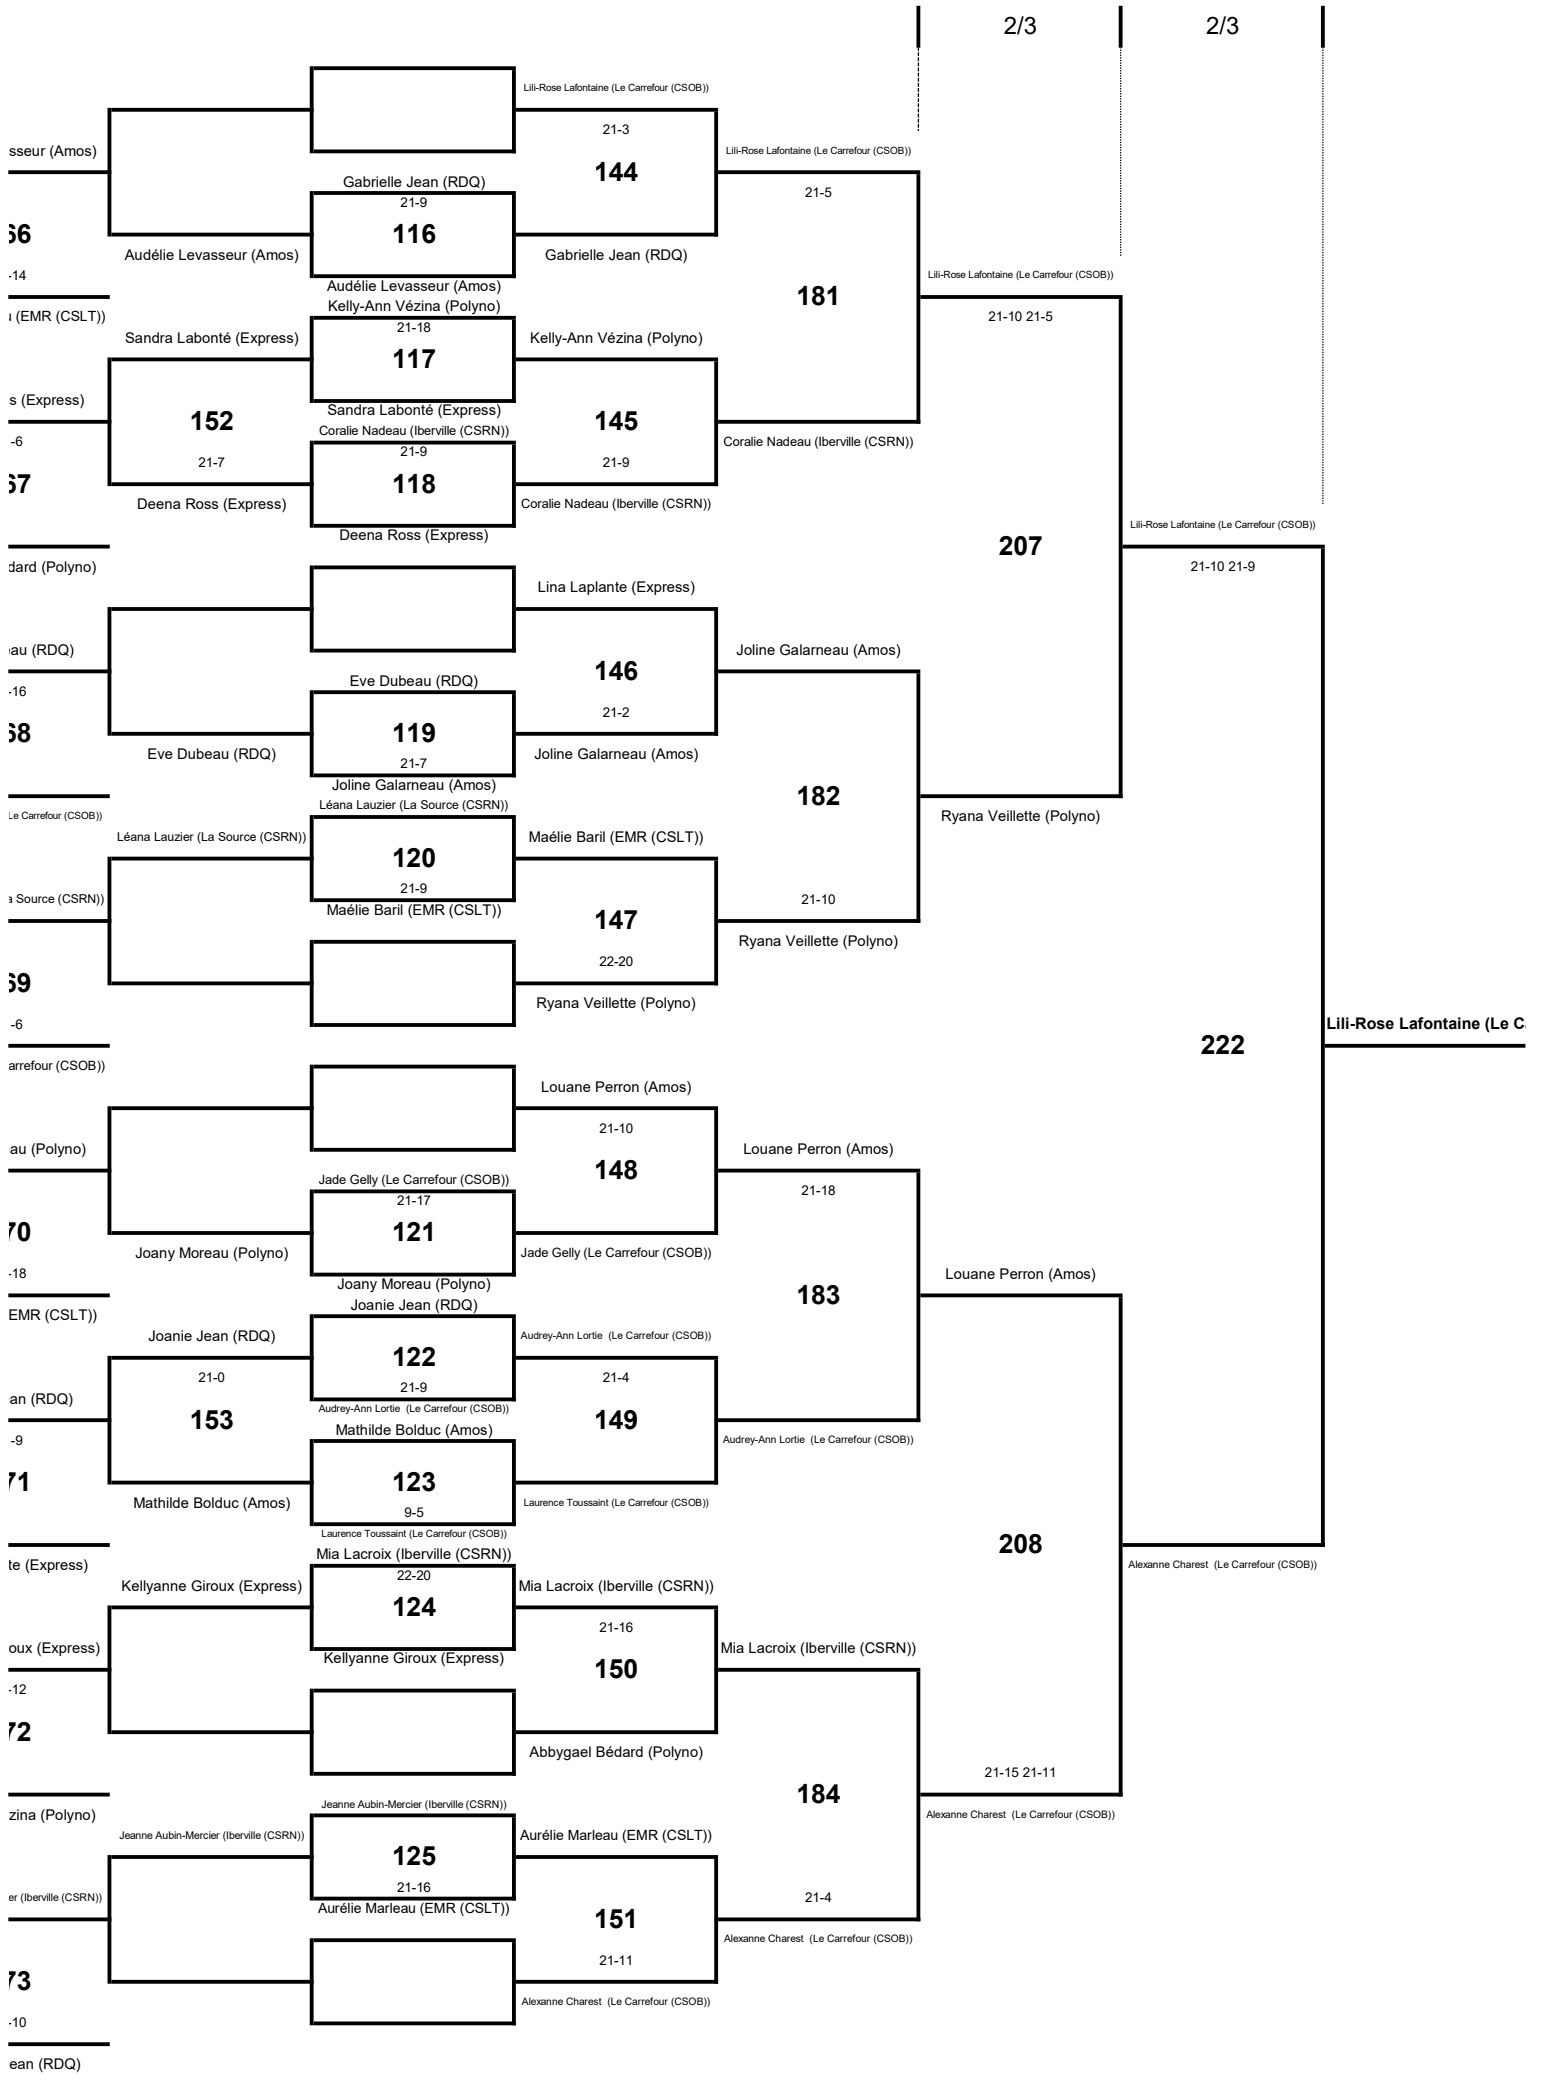 2/3 2/3
Lili-Rose Lafontaine (Le Carrefour (CSOB))
21-3
sseur (Amos)
Lili-Rose Lafontaine (Le Carrefour (CSOB))
144
Gabrielle Jean (RDQ)
21-9
21-5
66
116
-14
Audélie Levasseur (Amos)
Gabrielle Jean (RDQ)
Lili-Rose Lafontaine (Le Carrefour (CSOB))
Audélie Levasseur (Amos)
181
Kelly-Ann Vézina (Polyno)
(EMR (CSLT))
21-10 21-5
21-18
Sandra Labonté (Express)
Kelly-Ann Vézina (Polyno)
117
s (Express)
Sandra Labonté (Express)
152
145
Coralie Nadeau (Iberville (CSRN))
Coralie Nadeau (Iberville (CSRN))
-6
21-9
21-7
21-9
67
118
Deena Ross (Express)
Coralie Nadeau (Iberville (CSRN))
Deena Ross (Express)
Lili-Rose Lafontaine (Le Carrefour (CSOB))
207
dard (Polyno)
21-10 21-9
Lina Laplante (Express)
eau (RDQ)
Joline Galarneau (Amos)
146
Eve Dubeau (RDQ)
-16
21-2
68
119
Eve Dubeau (RDQ)
21-7
Joline Galarneau (Amos)
Joline Galarneau (Amos)
182
Léana Lauzier (La Source (CSRN))
Le Carrefour (CSOB))
Ryana Veillette (Polyno)
Léana Lauzier (La Source (CSRN))
Maélie Baril (EMR (CSLT))
120
21-9
a Source (CSRN))
21-10
Maélie Baril (EMR (CSLT))
147
Ryana Veillette (Polyno)
22-20
69
Ryana Veillette (Polyno)
-6
Lili-Rose Lafontaine (Le C
222
arrefour (CSOB))
Louane Perron (Amos)
21-10
au (Polyno)
Louane Perron (Amos)
148
Jade Gelly (Le Carrefour (CSOB))
21-17
21-18
70
121
Joany Moreau (Polyno)
Jade Gelly (Le Carrefour (CSOB))
-18
Louane Perron (Amos)
Joany Moreau (Polyno)
183
Joanie Jean (RDQ)
EMR (CSLT))
Joanie Jean (RDQ)
Audrey-Ann Lortie (Le Carrefour (CSOB))
122
21-0
21-9
21-4
an (RDQ)
Audrey-Ann Lortie (Le Carrefour (CSOB))
153
149
Mathilde Bolduc (Amos)
-9
Audrey-Ann Lortie (Le Carrefour (CSOB))
71
123
Mathilde Bolduc (Amos)
9-5
Laurence Toussaint (Le Carrefour (CSOB))
Laurence Toussaint (Le Carrefour (CSOB))
208
Mia Lacroix (Iberville (CSRN))
te (Express)
Alexanne Charest (Le Carrefour (CSOB))
22-20
Kellyanne Giroux (Express)
Mia Lacroix (Iberville (CSRN))
124
21-16
oux (Express)
Mia Lacroix (Iberville (CSRN))
Kellyanne Giroux (Express)
150
-12
72
Abbygael Bédard (Polyno)
21-15 21-11
184
Jeanne Aubin-Mercier (Iberville (CSRN))
zina (Polyno)
Alexanne Charest (Le Carrefour (CSOB))
Jeanne Aubin-Mercier (Iberville (CSRN))
Aurélie Marleau (EMR (CSLT))
125
21-16
er (Iberville (CSRN))
21-4
Aurélie Marleau (EMR (CSLT))
151
Alexanne Charest (Le Carrefour (CSOB))
21-11
73
Alexanne Charest (Le Carrefour (CSOB))
-10
ean (RDQ)